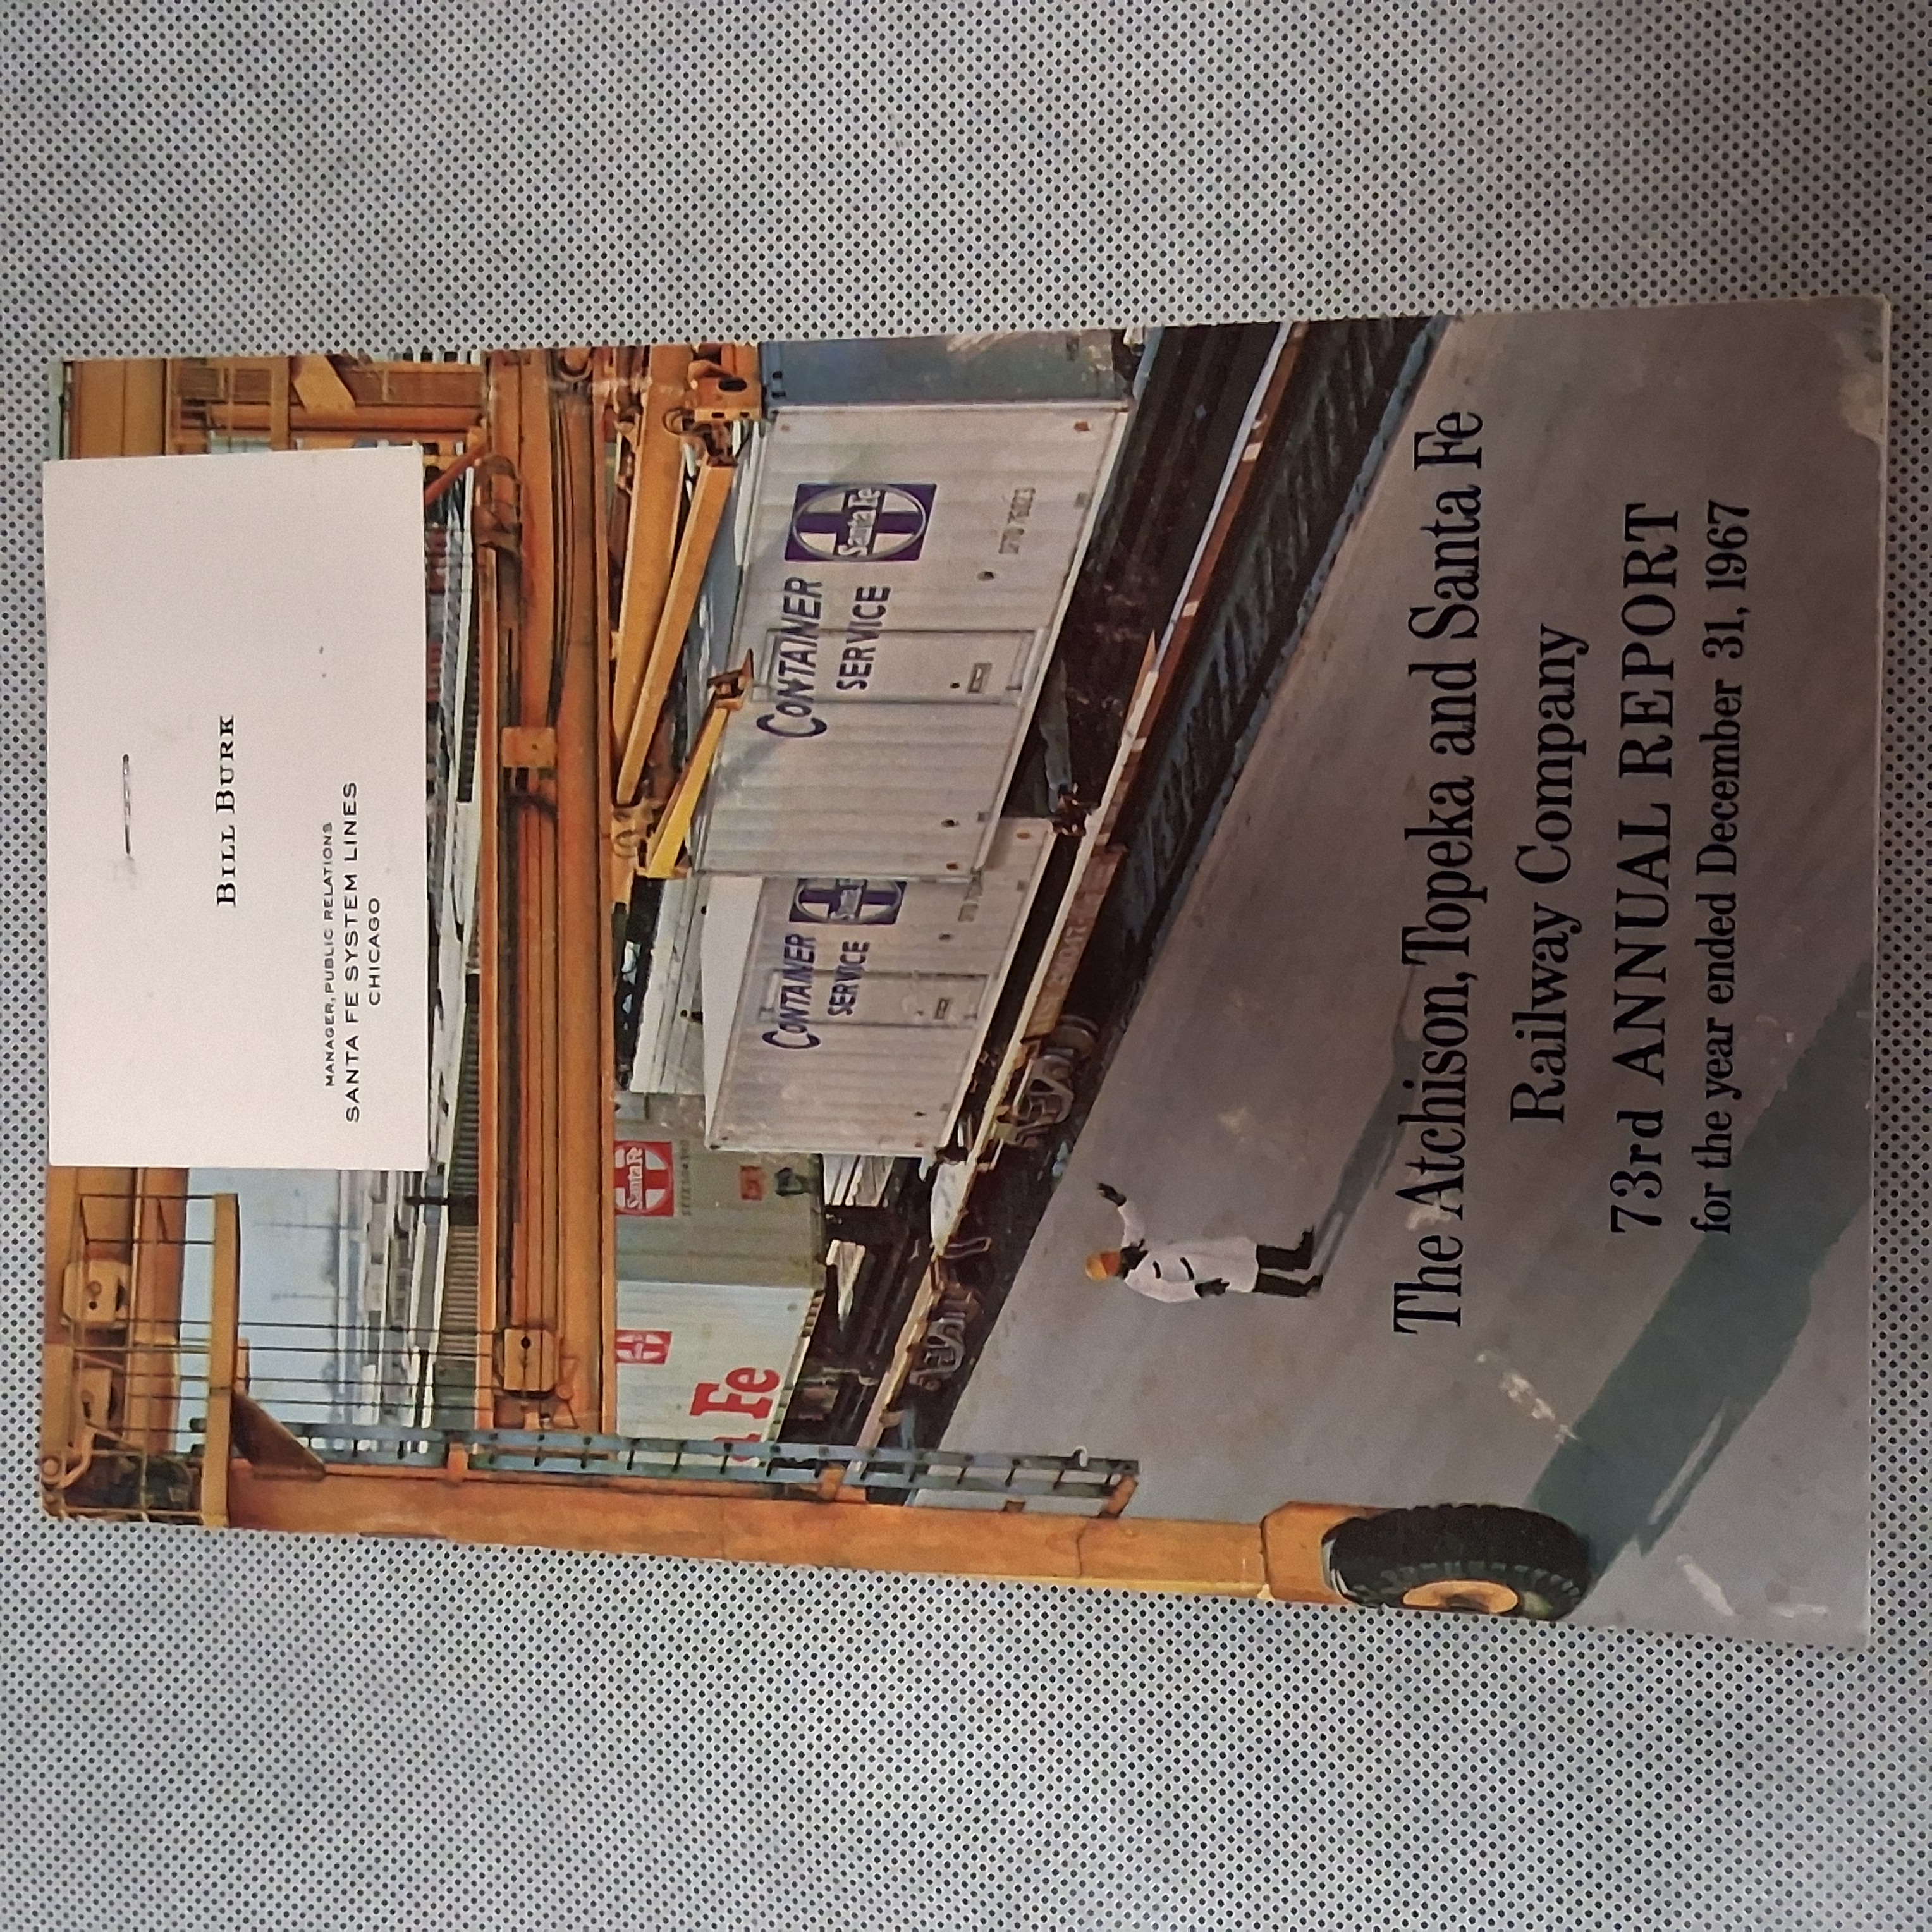 BILL BURK
MANAGER, PUBLIC RELATIONS
SANTA FE SYSTEM LINES
CHICAGO
CONTAINER
SERVICE
Santa Fe
CONTAINER
SERVICE
Santa Fe
Santa Fe
Fe
The Atchison, Topeka and Santa Fe
Railway Company
73rd ANNUAL REPORT
for the year ended December 31, 1967